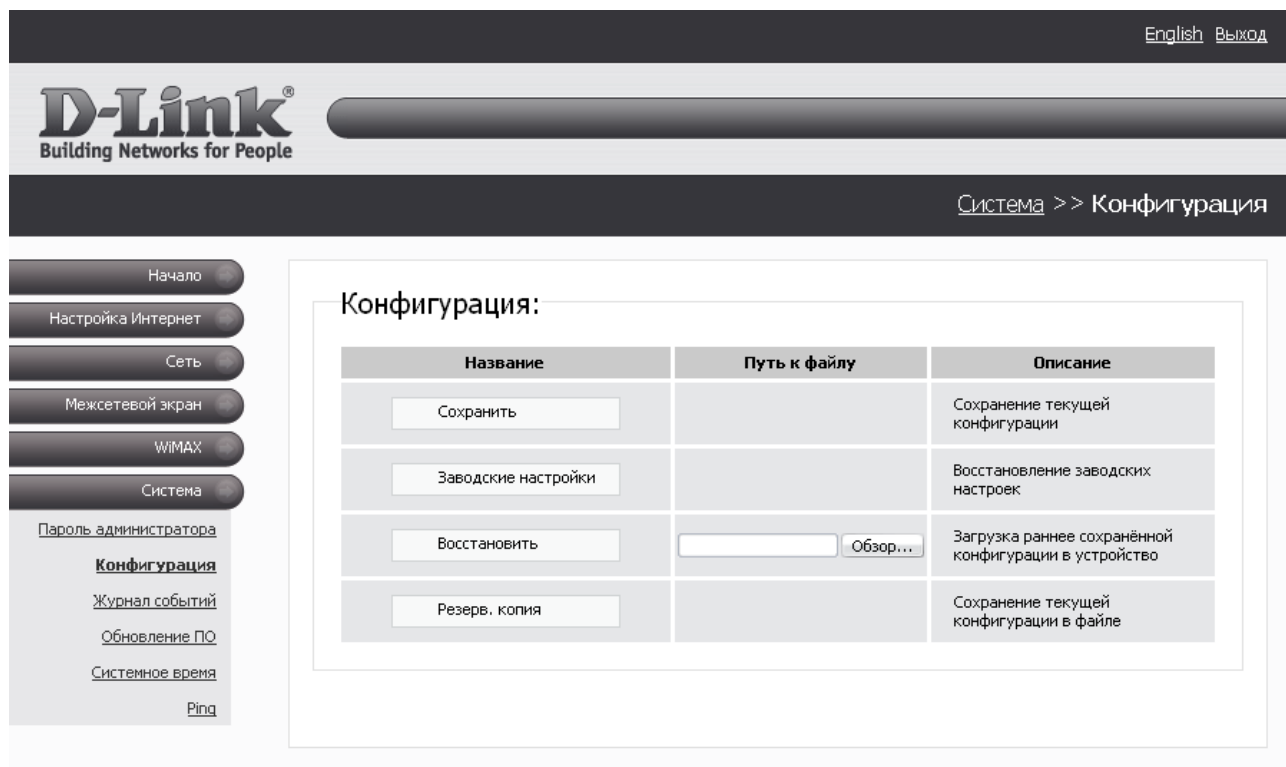 English Выход
D-Link®
Building Networks for People
Система >> Конфигурация
Начало
Настройка Интернет
Сеть
Межсетевой экран
WiMAX
Система
Пароль администратора
Конфигурация
Журнал событий
Обновление ПО
Системное время
Ping
Конфигурация:
Название Путь к файлу Описание
Сохранить Сохранение текущей
конфигурации
Заводские настройки Восстановление заводских
настроек
Восстановить Обзор... Загрузка раннее сохранённой
конфигурации в устройство
Резерв. копия Сохранение текущей
конфигурации в файле